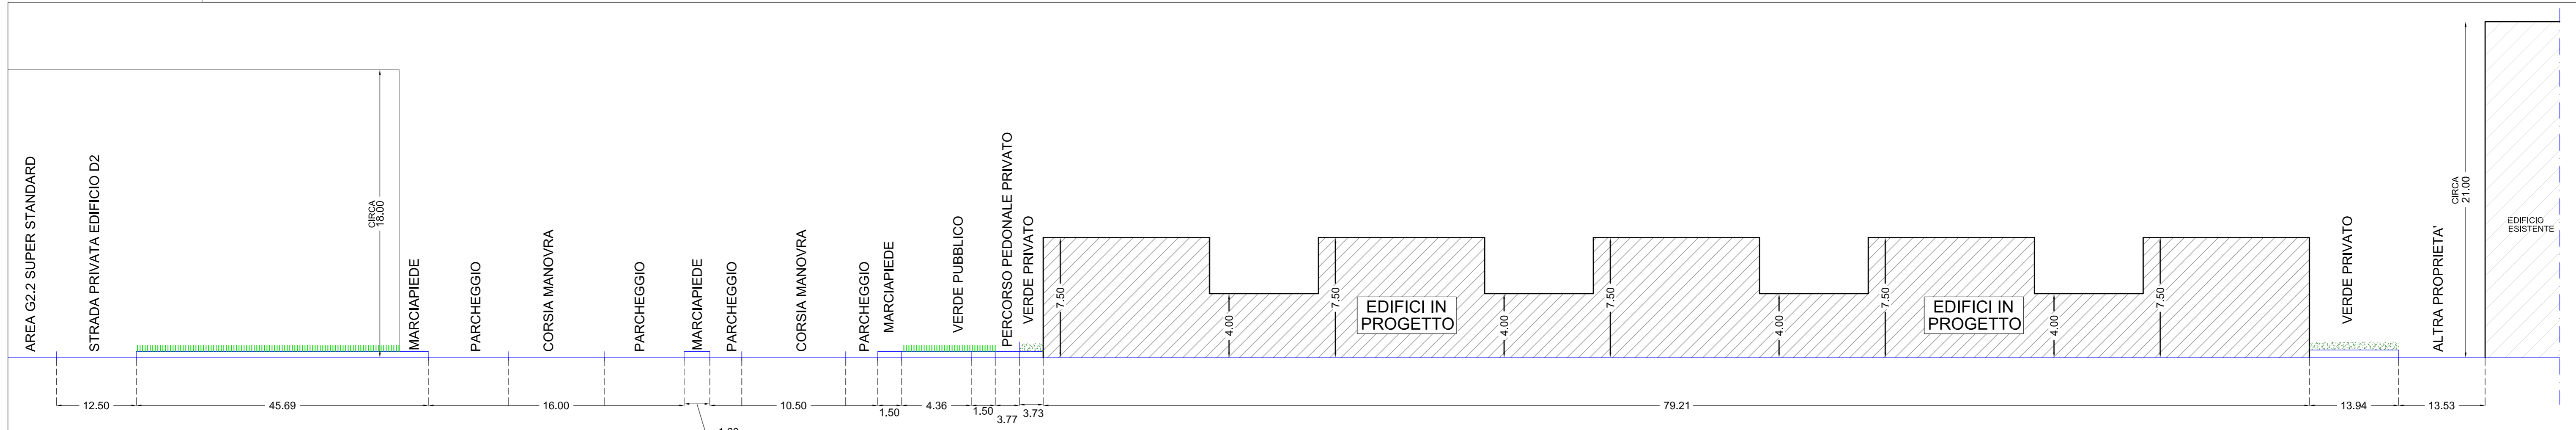 AREA G2.2 SUPER STANDARD
STRADA PRIVATA EDIFICIO D2
CIRCA
18.00
MARCIAPIEDE
PARCHEGGIO
CORSIA MANOVRA
PARCHEGGIO
MARCIAPIEDE
PARCHEGGIO
CORSIA MANOVRA
PARCHEGGIO
MARCIAPIEDE
VERDE PUBBLICO
PERCORSO PEDONALE PRIVATO
VERDE PRIVATO
7.50
4.00
7.50
EDIFICI IN
PROGETTO
4.00
7.50
4.00
7.50
EDIFICI IN
PROGETTO
4.00
7.50
VERDE PRIVATO
ALTRA PROPRIETA'
CIRCA
21.00
EDIFICIO
ESISTENTE
12.50
45.69
16.00
10.50
1.50
4.36
1.50
3.77
3.73
79.21
13.94
13.53